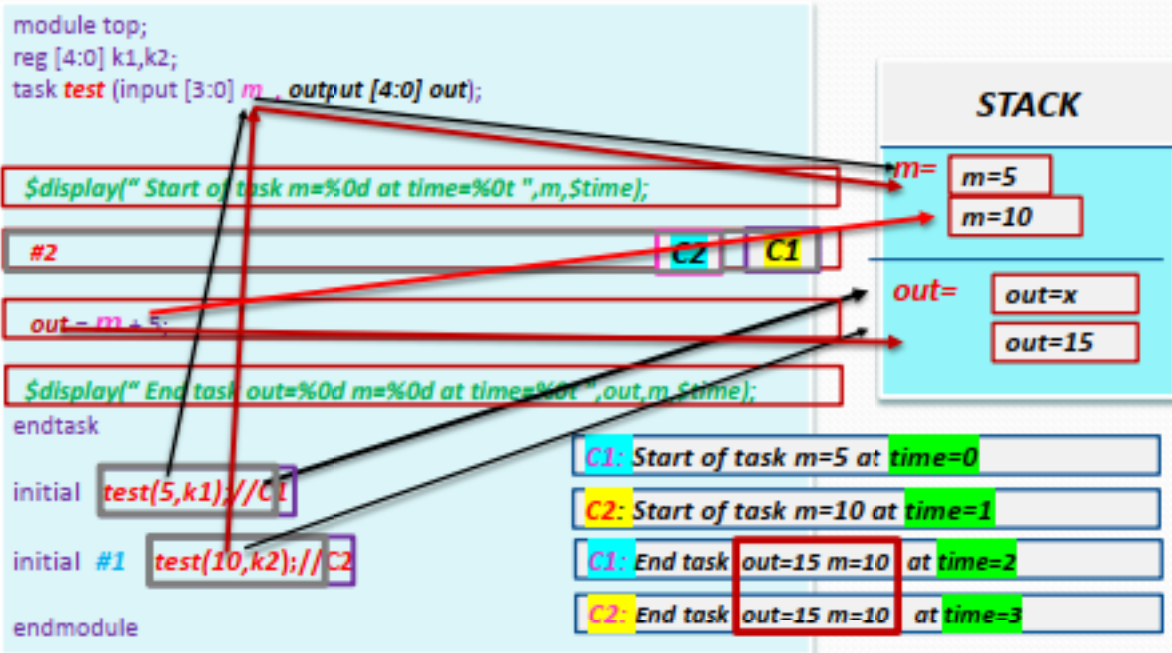 module top;
reg [4:0] k1,k2;
task test (input [3:0] m , output [4:0] out);
$display(“ Start of task m=%0d at time=%0t ”,m,$time);
#2
C2
C1
out = m + 5;
$display(“ End task out=%0d m=%0d at time=%0t ”,out,m,$time);
endtask
initial test(5,k1);//C1
initial #1 test(10,k2);//C2
endmodule
STACK
m=
m=5
m=10
out=
out=x
out=15
C1: Start of task m=5 at time=0
C2: Start of task m=10 at time=1
C1: End task out=15 m=10 at time=2
C2: End task out=15 m=10 at time=3